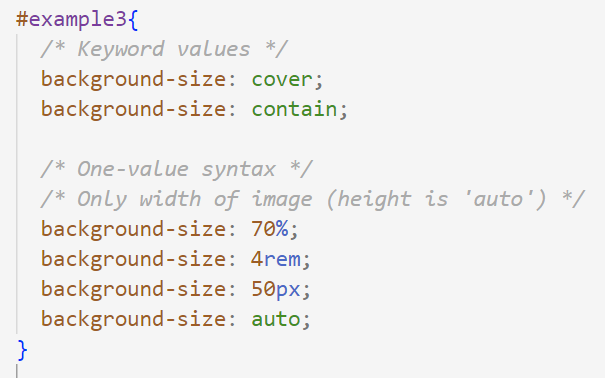 #example3{
/* Keyword values */
background-size: cover;
background-size: contain;
/* One-value syntax */
/* Only width of image (height is 'auto') */
background-size: 70%;
background-size: 4rem;
background-size: 50px;
background-size: auto;
}